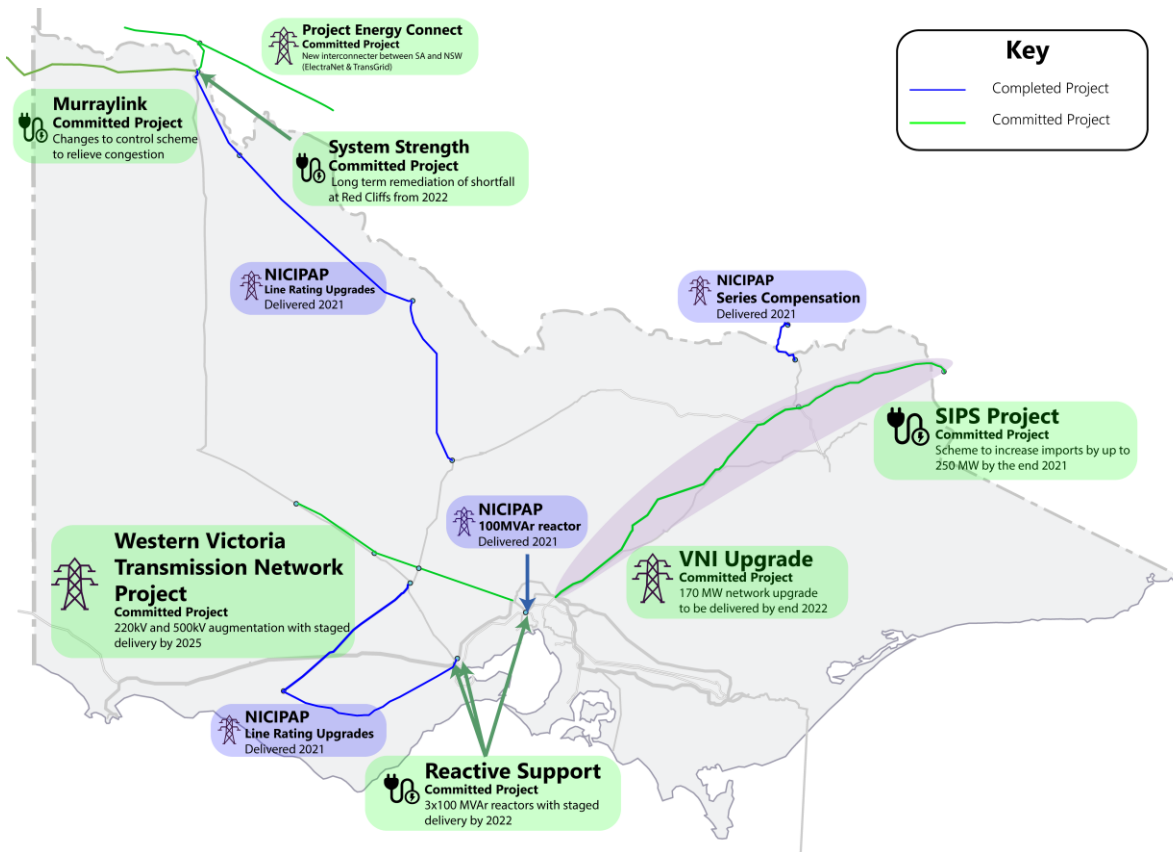 Project Energy Connect
Committed Project
New interconnecter between SA and NSW
(ElectraNet & TransGrid)
Key
Completed Project
Committed Project
Murraylink
Committed Project
Changes to control scheme
to relieve congestion
System Strength
Committed Project
Long term remediation of shortfall
at Red Cliffs from 2022
NICIPAP
Line Rating Upgrades
Delivered 2021
NICIPAP
Series Compensation
Delivered 2021
SIPS Project
Committed Project
Scheme to increase imports by up to
250 MW by the end 2021
NICIPAP
100MVAr reactor
Delivered 2021
Western Victoria
Transmission Network
Project
Committed Project
220kV and 500kV augmentation with staged
delivery by 2025
VNI Upgrade
Committed Project
170 MW network upgrade
to be delivered by end 2022
NICIPAP
Line Rating Upgrades
Delivered 2021
Reactive Support
Committed Project
3x100 MVAr reactors with staged
delivery by 2022